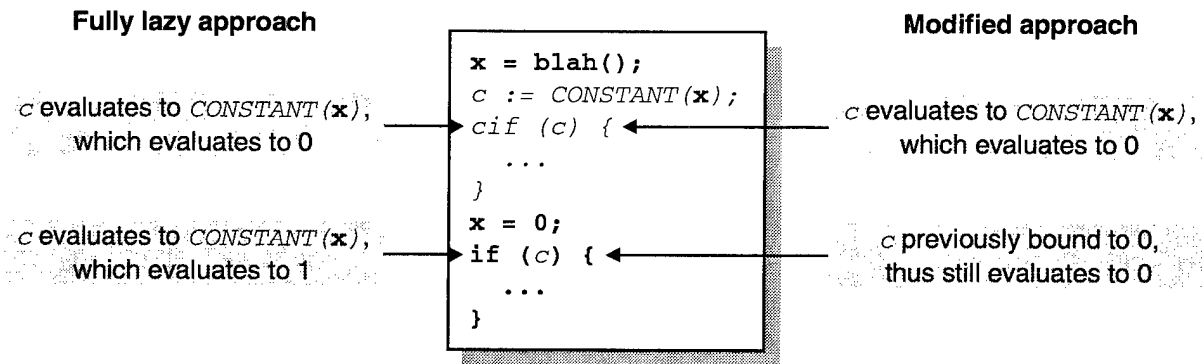 Fully lazy approach
c evaluates to CONSTANT(x),
which evaluates to 0
c evaluates to CONSTANT(x),
which evaluates to 1
x = blah();
c := CONSTANT(x);
cif (c) {
...
}
x = 0;
if (c) {
...
}
Modified approach
c evaluates to CONSTANT(x),
which evaluates to 0
c previously bound to 0,
thus still evaluates to 0